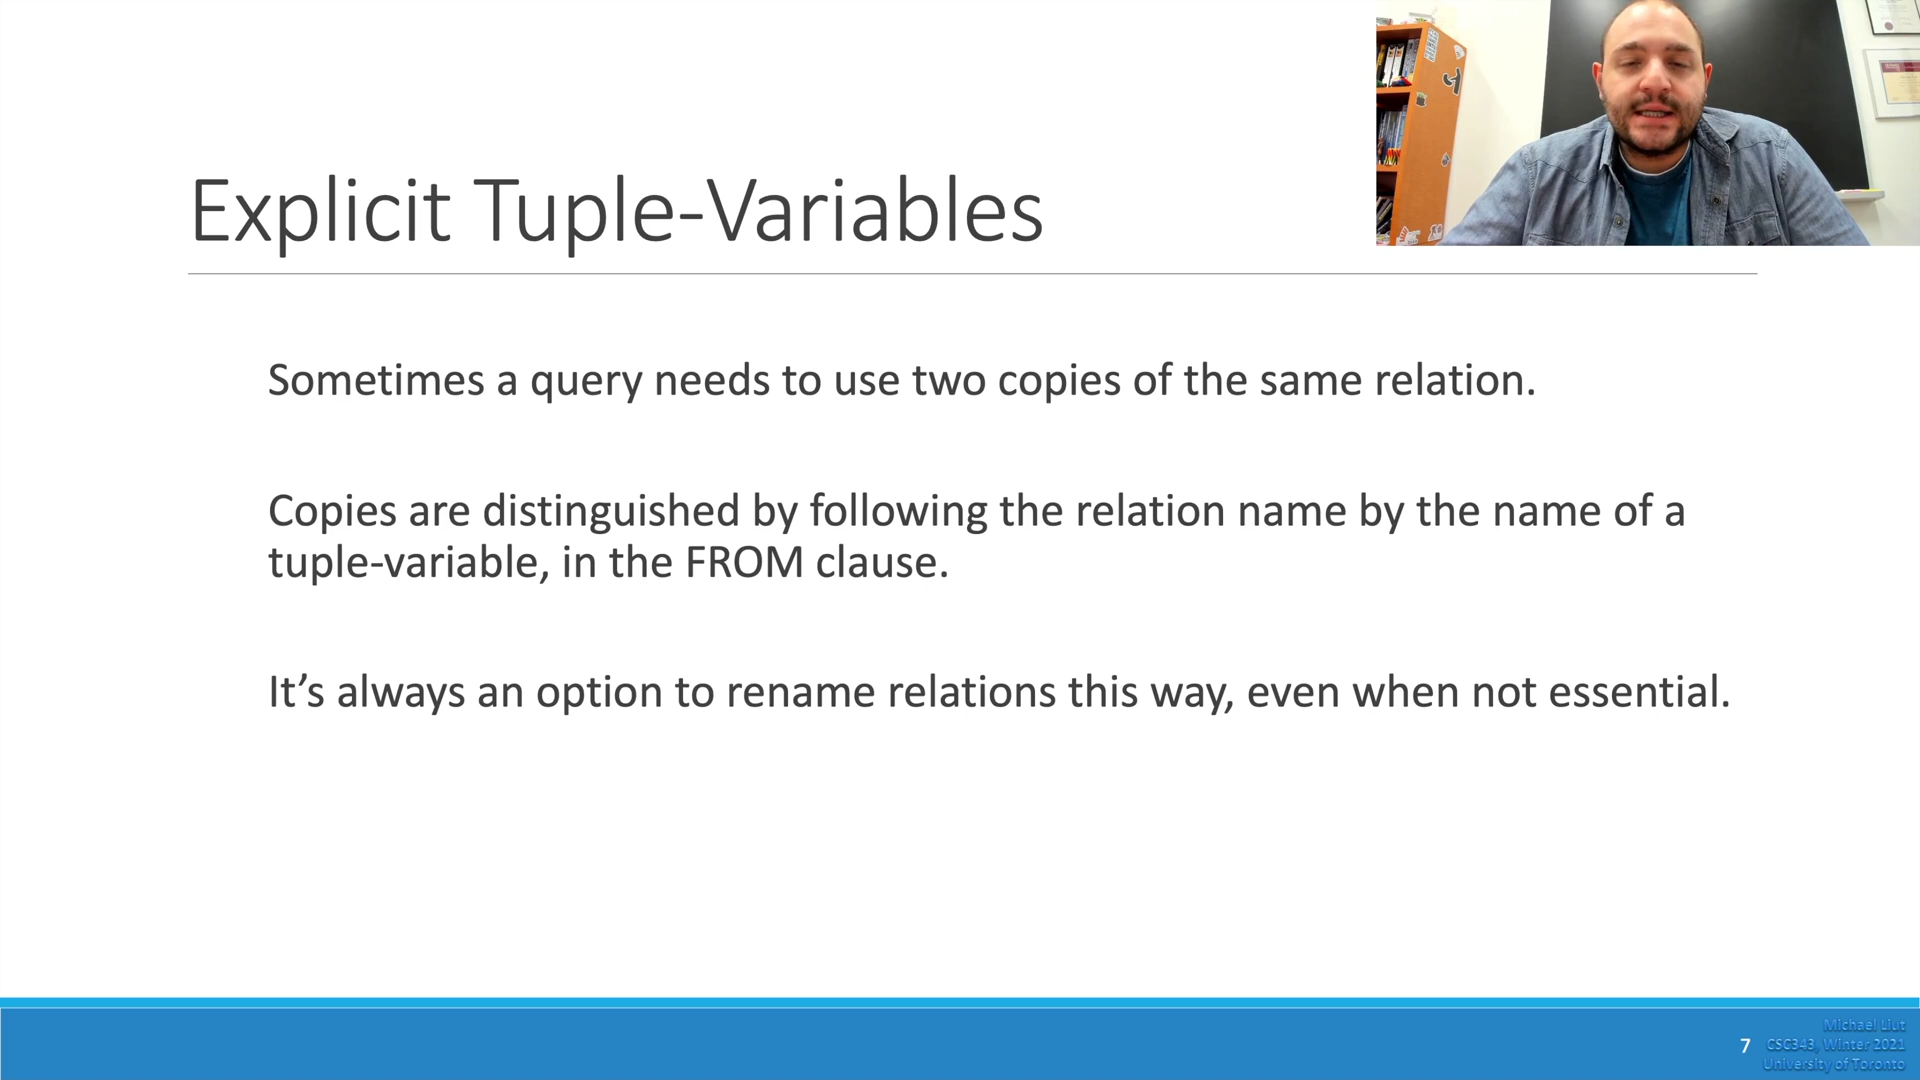 Explicit Tuple-Variables
Sometimes a query needs to use two copies of the same relation.
Copies are distinguished by following the relation name by the name of a
tuple-variable, in the FROM clause.
It’s always an option to rename relations this way, even when not essential.
7
Michael Liut
CSC343, Winter 2021
University of Toronto